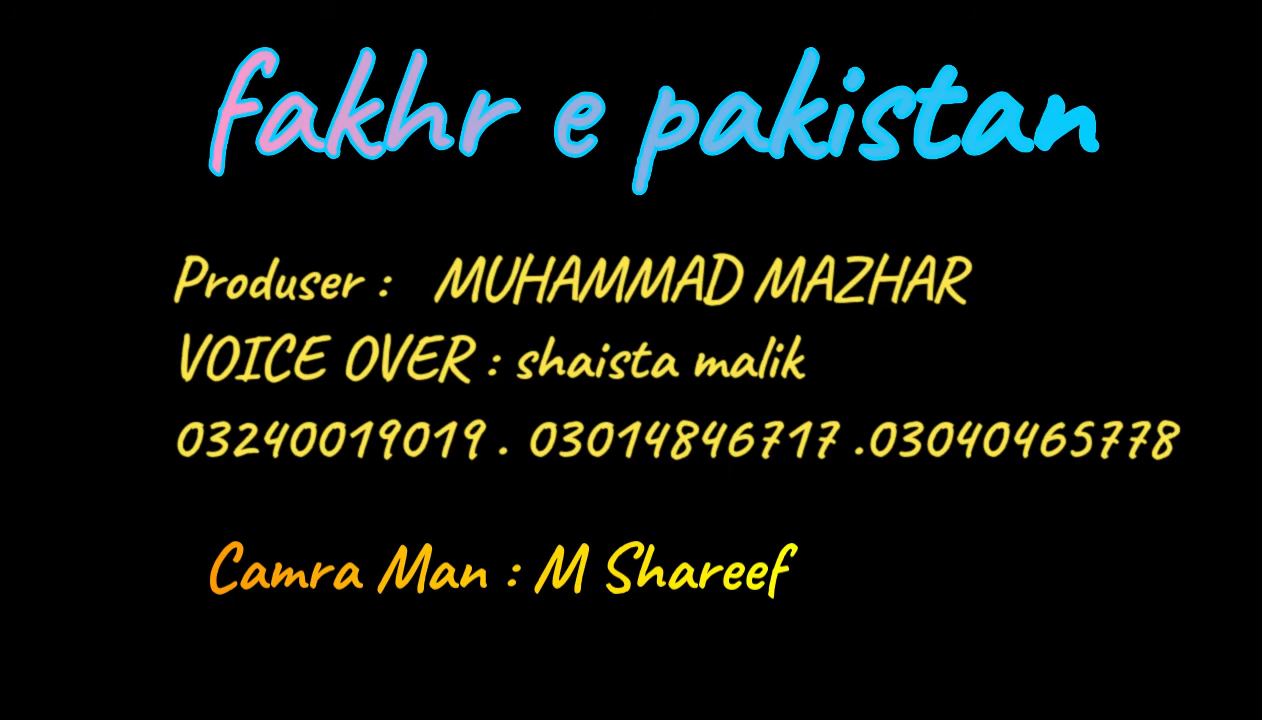 fakhr e pakistan
Produser : MUHAMMAD MAZHAR
VOICE OVER : shaista malik
03240019019 . 03014846717 .03040465778
Camra Man : M Shareef